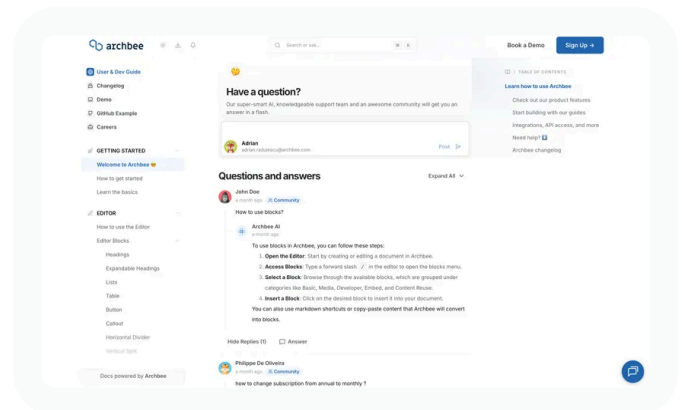 archbee
Search or ask...
⌘ K
Book a Demo
Sign Up →
User & Dev Guide
Changelog
Demo
GitHub Example
Careers
GETTING STARTED
Welcome to Archbee 🤓
How to get started
Learn the basics
EDITOR
How to use the Editor
Editor Blocks
Headings
Expandable Headings
Lists
Table
Button
Callout
Horizontal Divider
Vertical Split
Docs powered by Archbee
Have a question?
Our super-smart AI, knowledgeable support team and an awesome community will get you an
answer in a flash.
Adrian
Post
Questions and answers
Expand All
John Doe
a month ago
Community
How to use blocks?
Archbee AI
a month ago
To use blocks in Archbee, you can follow these steps:
1. Open the Editor: Start by creating or editing a document in Archbee.
2. Access Blocks: Type a forward slash / in the editor to open the blocks menu.
3. Select a Block: Browse through the available blocks, which are grouped under
categories like Basic, Media, Developer, Embed, and Content Reuse.
4. Insert a Block: Click on the desired block to insert it into your document.
You can also use markdown shortcuts or copy-paste content that Archbee will convert
into blocks.
Hide Replies (1)
Answer
Philippe De Oliveira
a month ago
Community
how to change subscription from annual to monthly ?
TABLE OF CONTENTS
Learn how to use Archbee
Check out our product features
Start building with our guides
Integrations, API access, and more
Need help? ℹ️
Archbee changelog